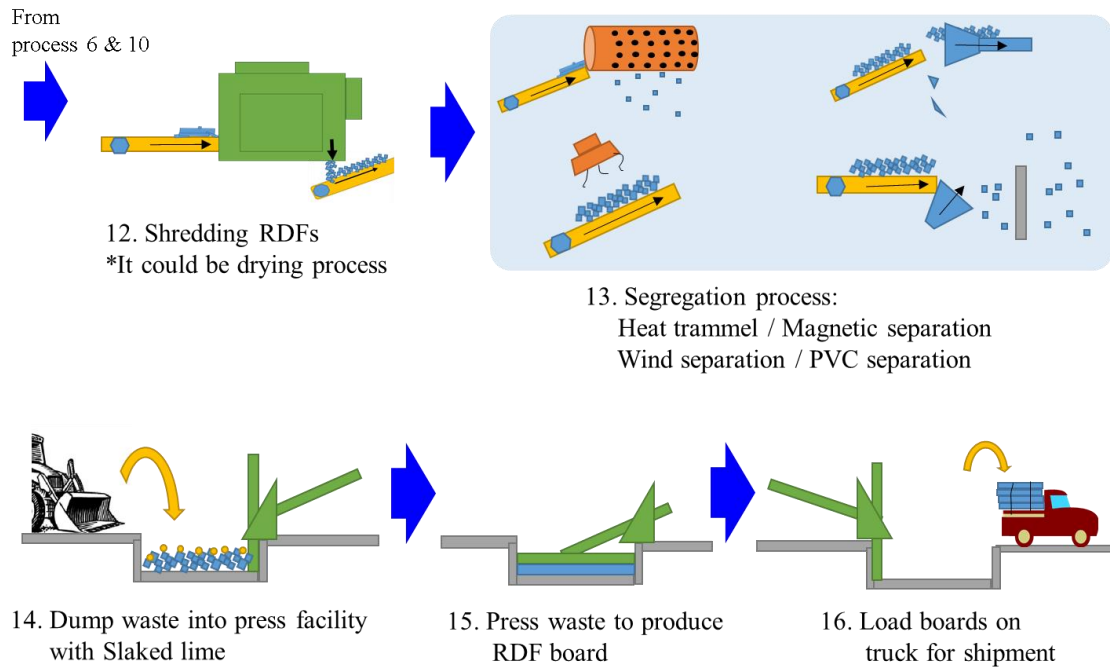 From
process 6 & 10
12. Shredding RDFs
*It could be drying process
13. Segregation process:
Heat trammel / Magnetic separation
Wind separation / PVC separation
14. Dump waste into press facility
with Slaked lime
15. Press waste to produce
RDF board
16. Load boards on
truck for shipment